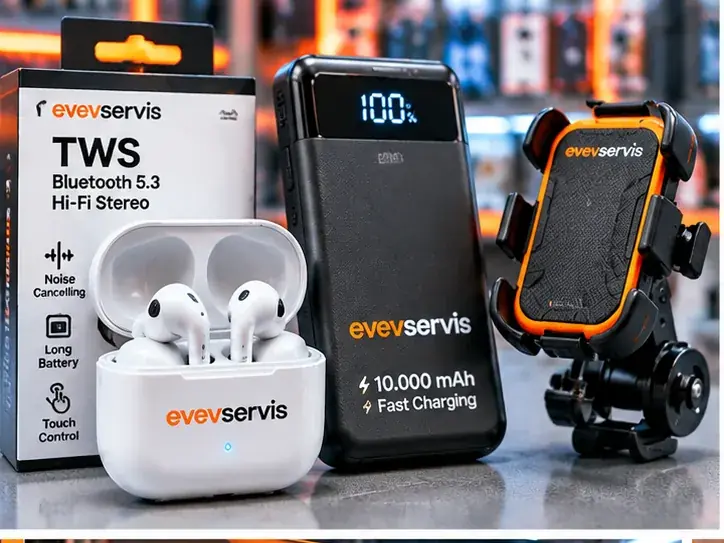 evevservis
TWS
Bluetooth 5.3
Hi-Fi Stereo
Noise
Cancelling
Long
Battery
Touch
Control
evevservis
100%
evevservis
10.000 mAh
Fast Charging
evevservis